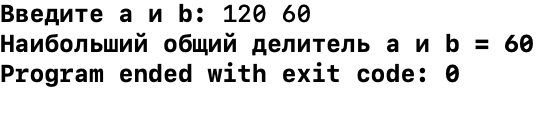 Введите a и b: 120 60
Наибольший общий делитель a и b = 60
Program ended with exit code: 0